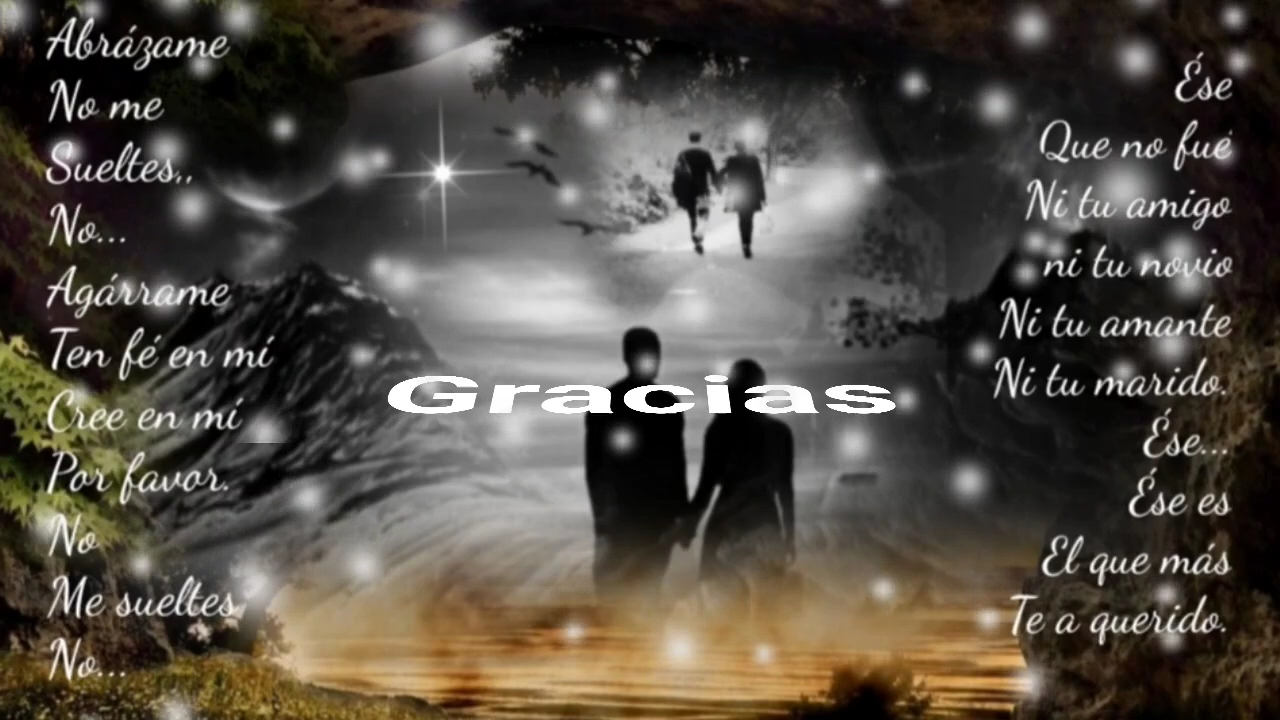 Abrázame
No me
Sueltes,.
No...
Agárrame
Ten fé en mí
Cree en mí
Por favor.
No
Me sueltes,
No...
Gracias
Ése
Que no fué
Ni tu amigo
ni tu novio
Ni tu amante
Ni tu marido.
Ése...
Ése es
El que más
Te a querido.